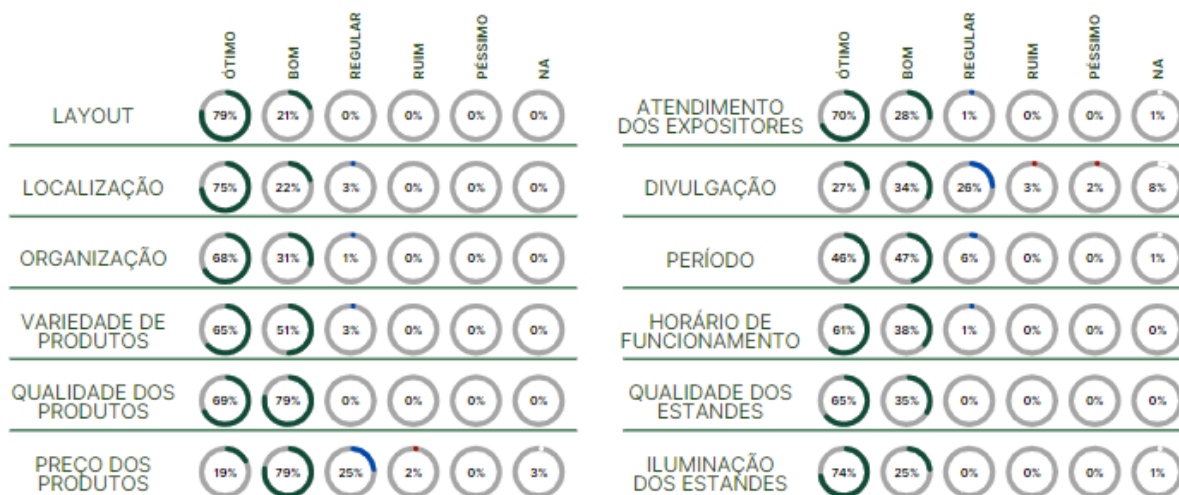 ÓTIMO BOM REGULAR RUIM PÉSSIMO NA
LAYOUT 79% 21% 0% 0% 0% 0%
LOCALIZAÇÃO 75% 22% 3% 0% 0% 0%
ORGANIZAÇÃO 68% 31% 1% 0% 0% 0%
VARIEDADE DE
PRODUTOS 65% 51% 3% 0% 0% 0%
QUALIDADE DOS
PRODUTOS 69% 79% 0% 0% 0% 0%
PREÇO DOS
PRODUTOS 19% 79% 25% 2% 0% 3%
ÓTIMO BOM REGULAR RUIM PÉSSIMO NA
ATENDIMENTO
DOS EXPOSITORES 70% 28% 1% 0% 0% 1%
DIVULGAÇÃO 27% 34% 26% 3% 2% 8%
PERÍODO 46% 47% 6% 0% 0% 1%
HORÁRIO DE
FUNCIONAMENTO 61% 38% 1% 0% 0% 0%
QUALIDADE DOS
ESTANDES 65% 35% 0% 0% 0% 0%
ILUMINAÇÃO
DOS ESTANDES 74% 25% 0% 0% 0% 1%